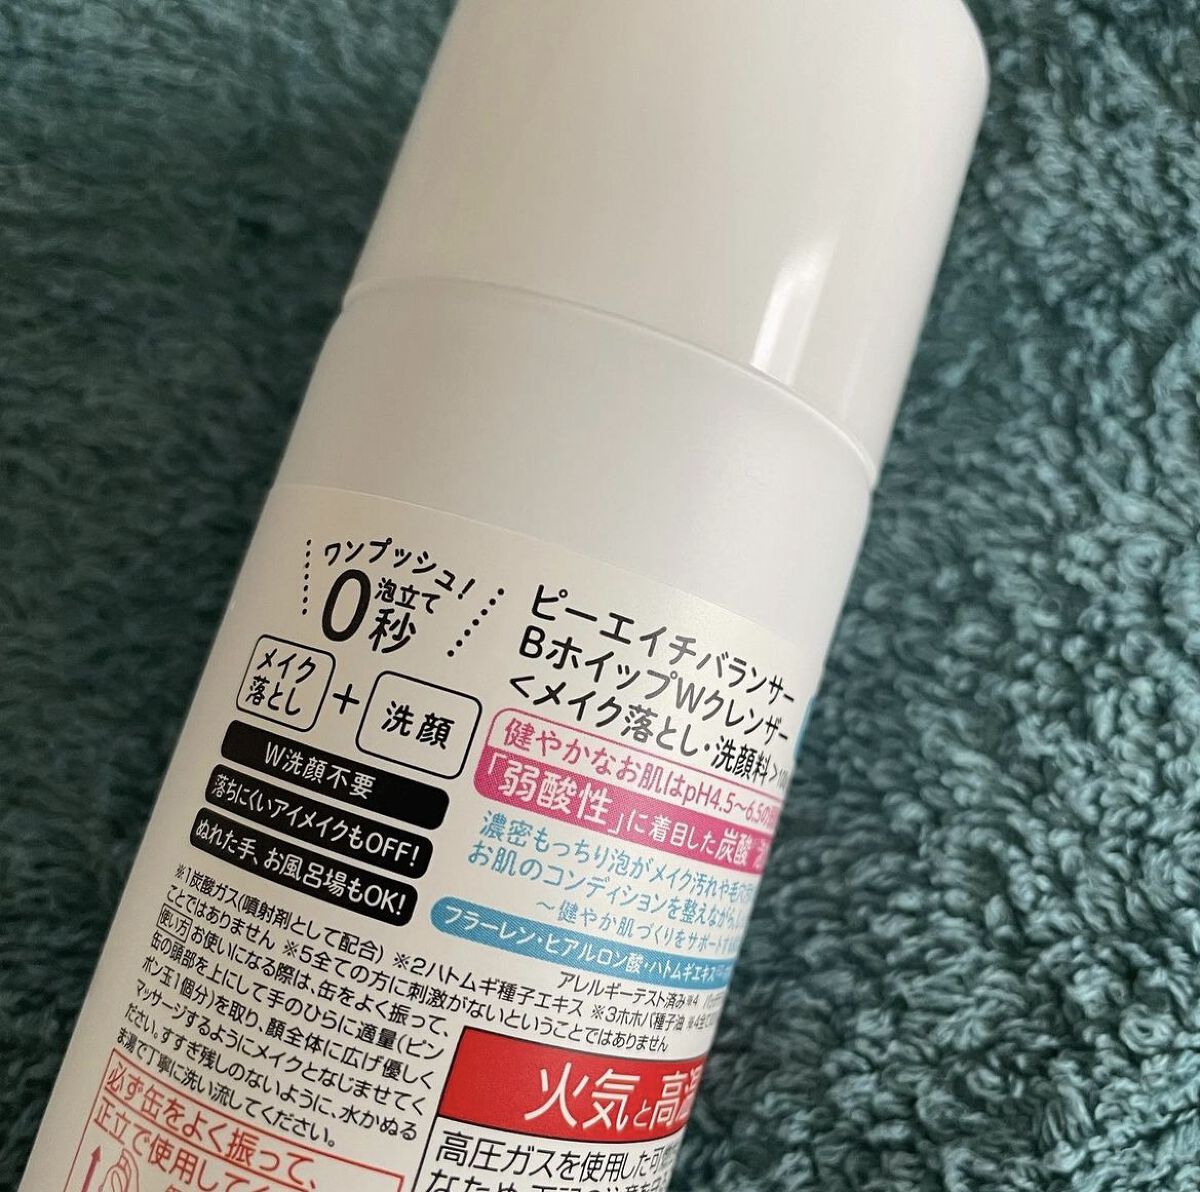 ワンプッシュ!
0秒
泡立て
メイク
落とし
+
洗顔
W洗顔不要
落ちにくいアイメイクもOFF!
ぬれた手、お風呂場もOK!
ピーエイチバランサー
BホイップWクレンザー
<メイク落とし・洗顔料>
健やかなお肌はpH4.5~6.5の
「弱酸性」に着目した炭酸
濃密もっちり泡がメイク汚れや毛穴
お肌のコンディションを整えながら、
~健やか肌づくりをサポート
フラーレン・ヒアルロン酸・ハトムギエキス
アレルギーテスト済み※4
※1炭酸ガス(噴射剤として配合) ※2ハトムギ種子エキス ※3ホホバ種子油
ことではありません ※5全ての方に刺激がないということではありません
使い方 お使いになる際は、缶をよく振って、
缶の頭部を上にして手のひらに適量(ピン
ポン玉1個分)を取り、顔全体に広げ優しく
マッサージするようにメイクとなじませてく
ださい。すすぎ残しのないように、水かぬる
ま湯で丁寧に洗い流してください。
必ず缶をよく振って、
正立で使用して
火気と高
高圧ガスを使用した可